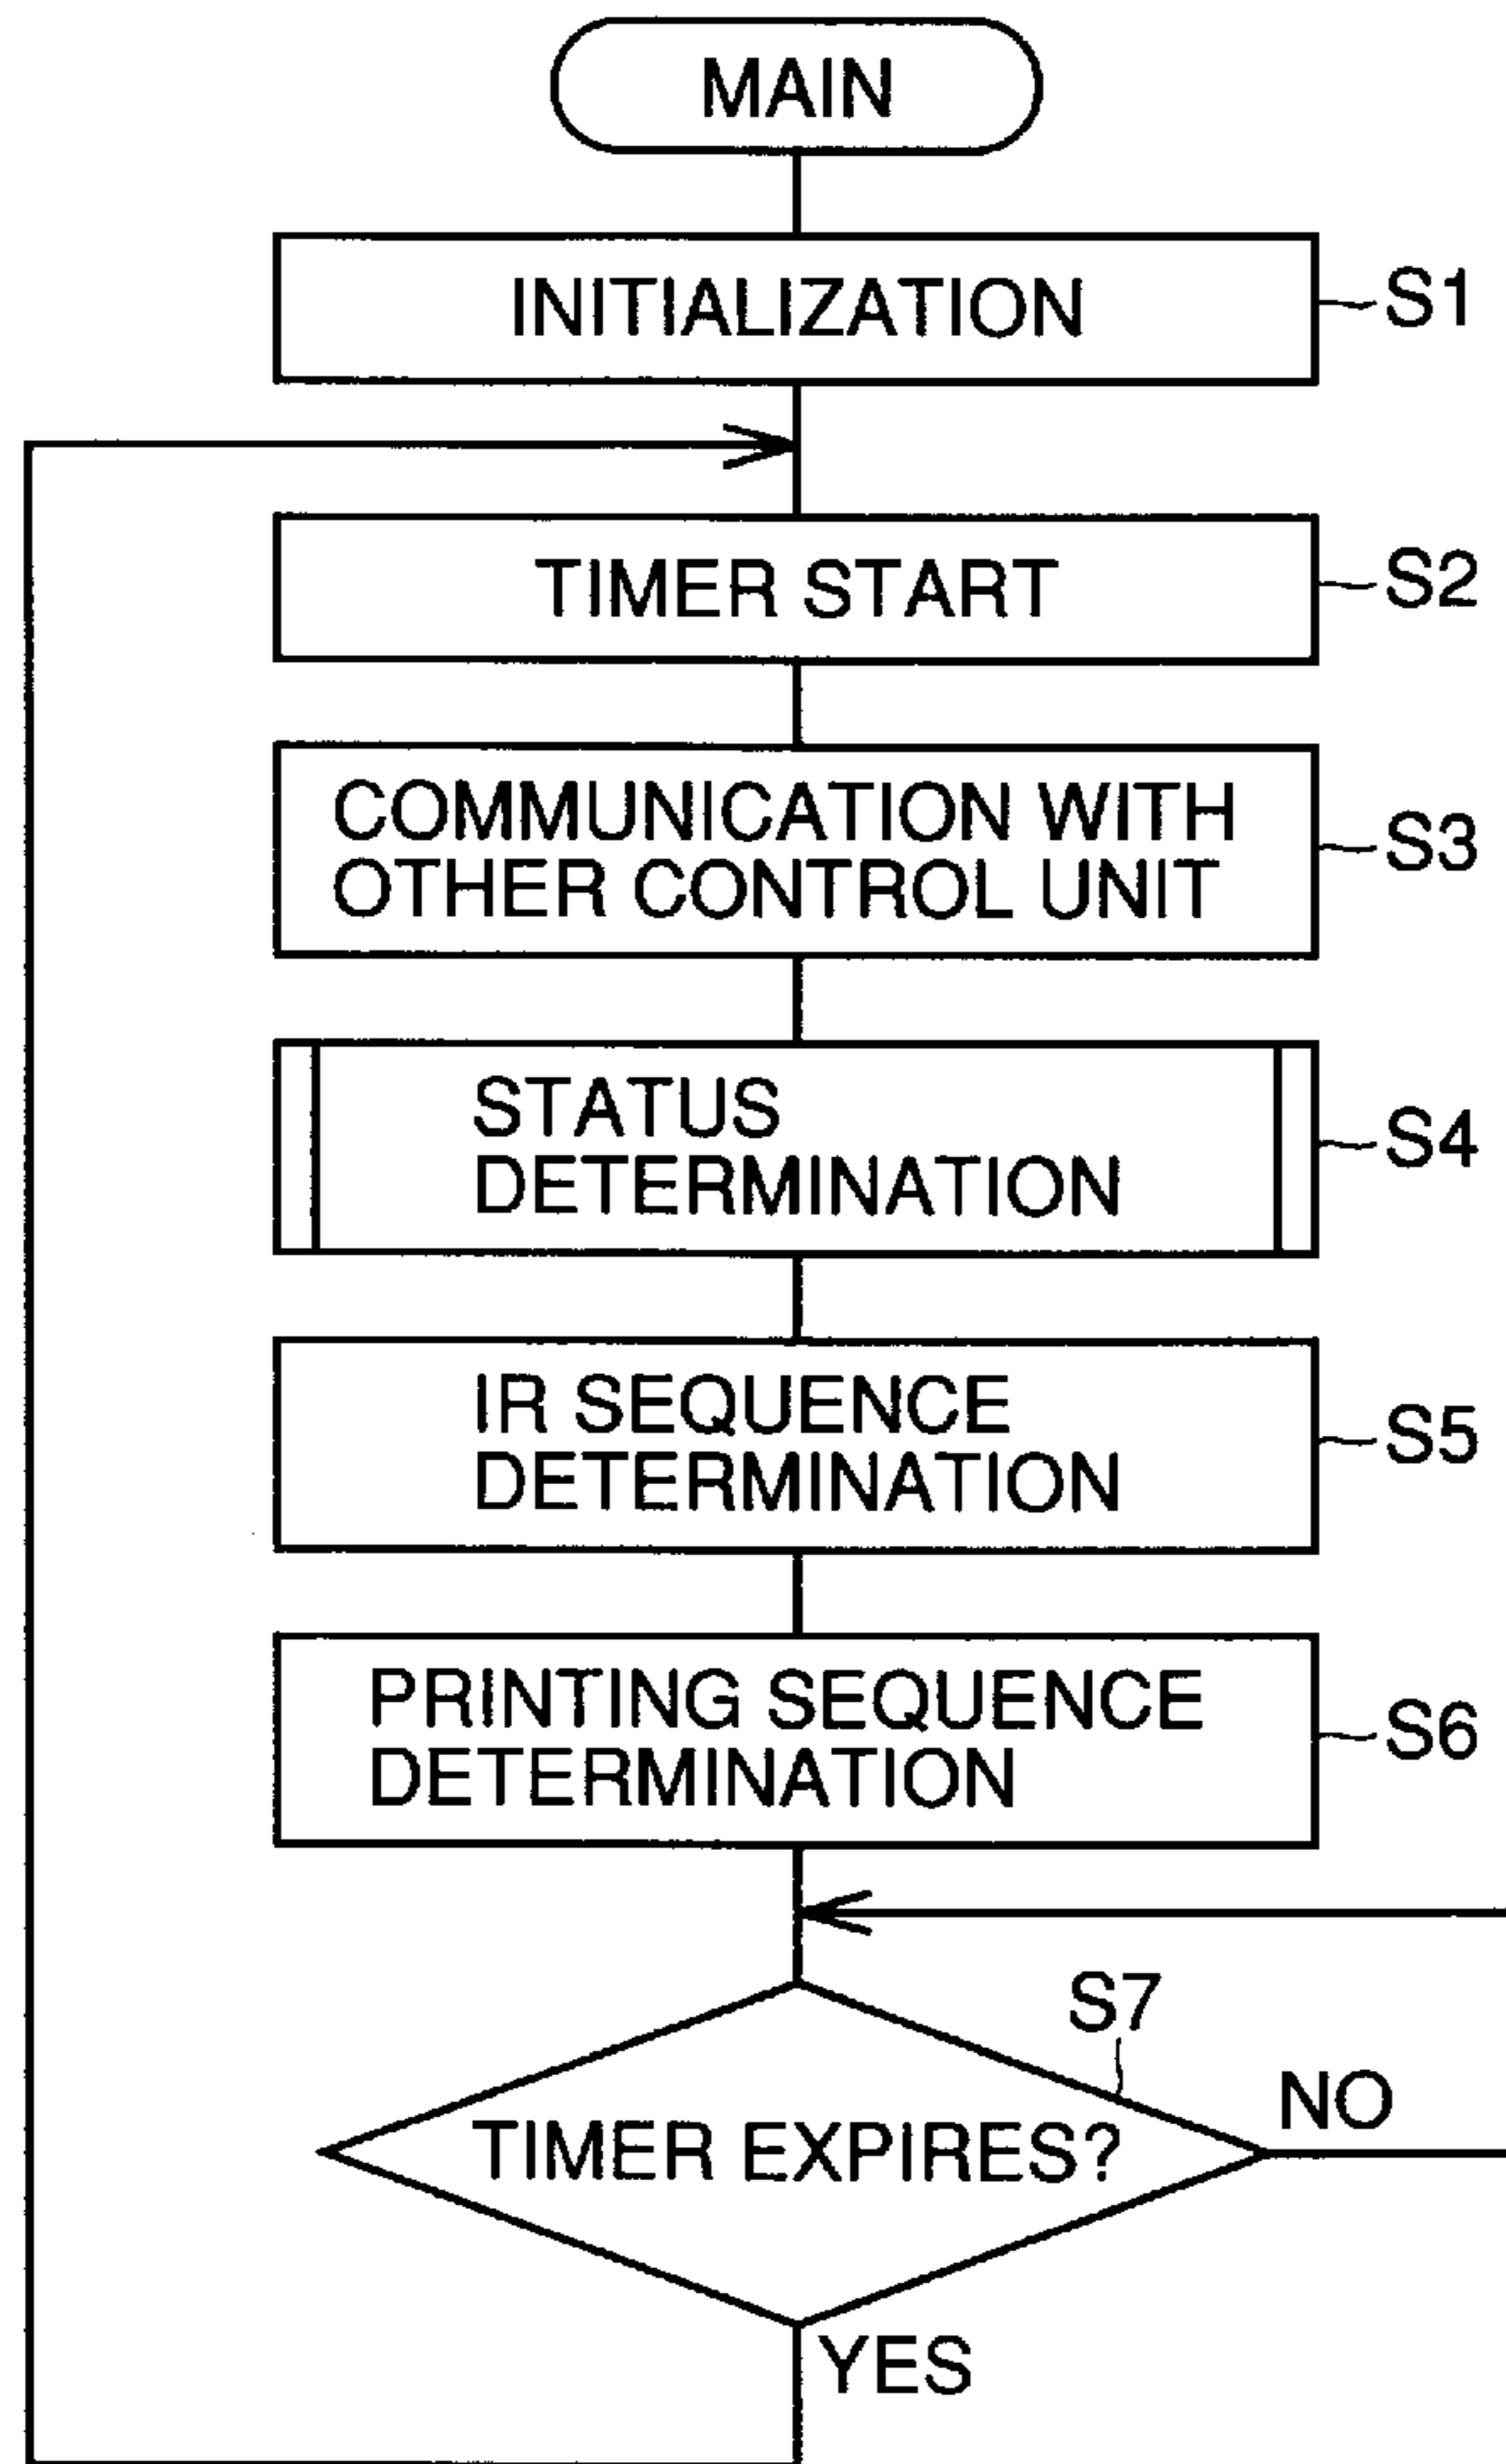 MAIN
INITIALIZATION
S1
TIMER START
S2
COMMUNICATION WITH
OTHER CONTROL UNIT
S3
STATUS
DETERMINATION
S4
IR SEQUENCE
DETERMINATION
S5
PRINTING SEQUENCE
DETERMINATION
S6
S7
NO
TIMER EXPIRES?
YES